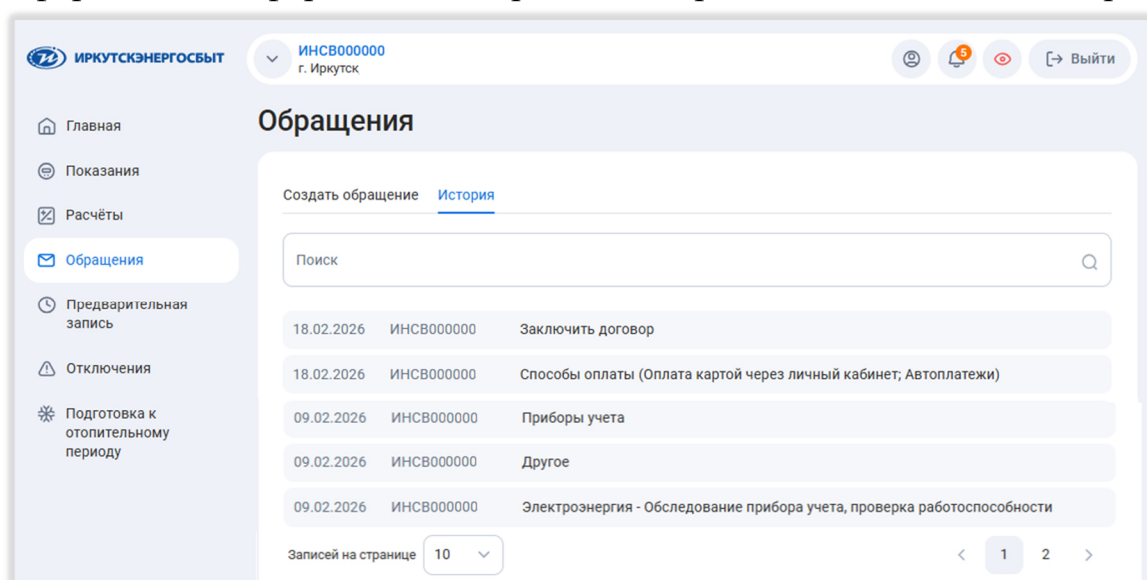 ИРКУТСКЭНЕРГОСБЫТ
ИНСВ000000
г. Иркутск
5
Выйти
Главная
Показания
Расчёты
Обращения
Предварительная
запись
Отключения
Подготовка к
отопительному
периоду
Обращения
Создать обращение История
Поиск
18.02.2026 ИНСВ000000 Заключить договор
18.02.2026 ИНСВ000000 Способы оплаты (Оплата картой через личный кабинет; Автоплатежи)
09.02.2026 ИНСВ000000 Приборы учета
09.02.2026 ИНСВ000000 Другое
09.02.2026 ИНСВ000000 Электроэнергия - Обследование прибора учета, проверка работоспособности
Записей на странице 10
< 1 2 >